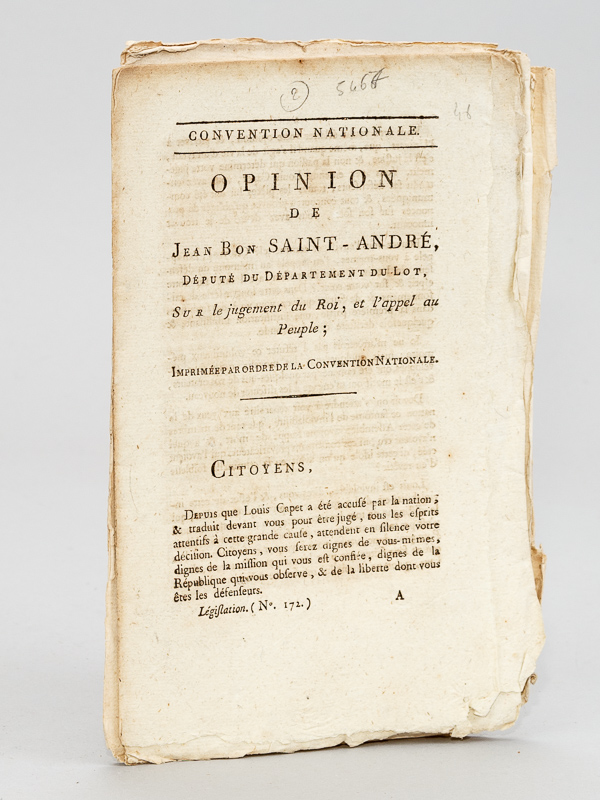 2 546
CONVENTION NATIONALE.
OPINION
DE
JEAN BON SAINT-ANDRÉ,
DÉPUTÉ DU DÉPARTEMENT DU LOT,
SUR le jugement du Roi, et l'appel au
Peuple;
IMPRIMÉE PAR ORDRE DE LA CONVENTION NATIONALE.
CITOYENS,
DEPUIS que Louis Capet a été accusé par la nation,
& traduit devant vous pour être jugé, tous les esprits
attentifs à cette grande cause, attendent en silence votre
décision. Citoyens, vous serez dignes de vous-mêmes,
dignes de la mission qui vous est confiée, dignes de la
République qui vous observe, & de la liberté dont vous
êtes les défenseurs.
Législation. (N°. 172.) A